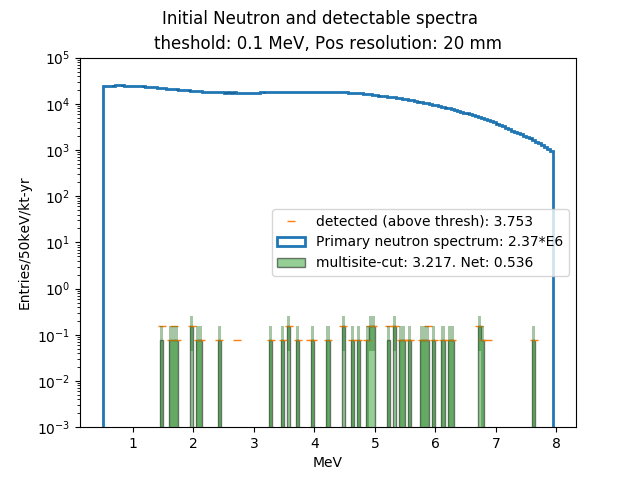 Initial Neutron and detectable spectra
theshold: 0.1 MeV, Pos resolution: 20 mm
Entries/50keV/kt-yr
10^5
10^4
10^3
10^2
10^1
10^0
10^-1
10^-2
10^-3
detected (above thresh): 3.753
Primary neutron spectrum: 2.37*E6
multisite-cut: 3.217. Net: 0.536
1 2 3 4 5 6 7 8
MeV